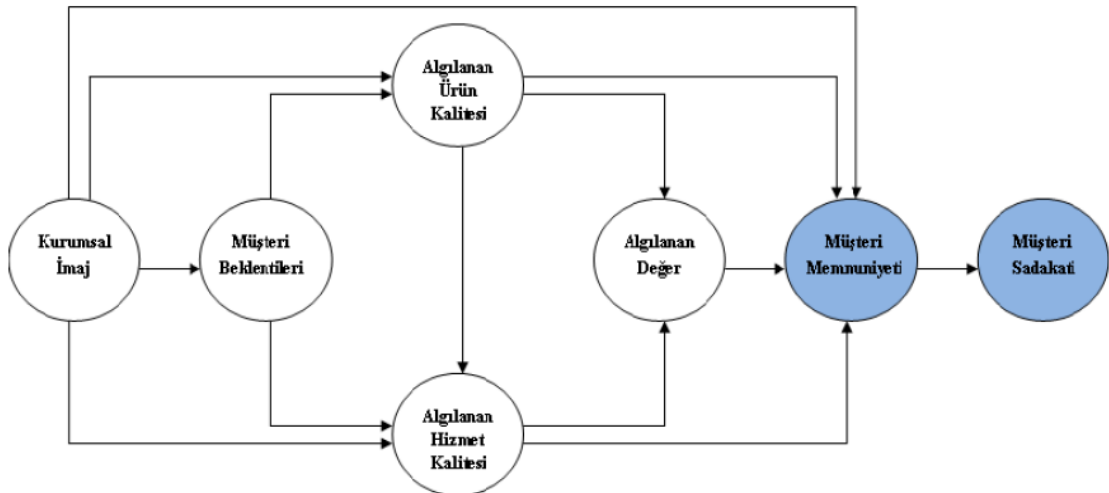 Algılanan
Ürün
Kalitesi
Kurumsal
İmaj
Müşteri
Beklentileri
Algılanan
Değer
Müşteri
Memnuniyeti
Müşteri
Sadakati
Algılanan
Hizmet
Kalitesi